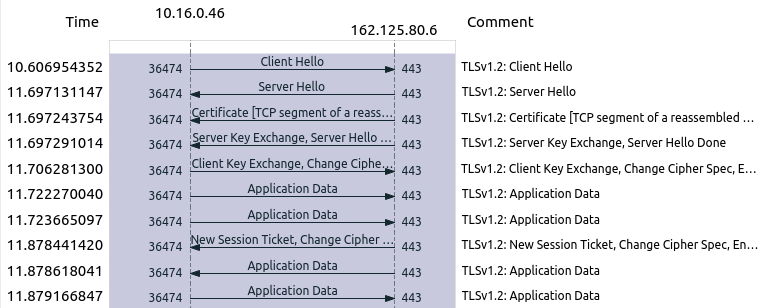 Time 10.16.0.46 162.125.80.6 Comment
10.606954352 36474 Client Hello 443 TLSv1.2: Client Hello
11.697131147 36474 Server Hello 443 TLSv1.2: Server Hello
11.697243754 36474 Certificate [TCP segment of a reass... 443 TLSv1.2: Certificate [TCP segment of a reassembled ...
11.697291014 36474 Server Key Exchange, Server Hello ... 443 TLSv1.2: Server Key Exchange, Server Hello Done
11.706281300 36474 Client Key Exchange, Change Ciphe... 443 TLSv1.2: Client Key Exchange, Change Cipher Spec, E...
11.722270040 36474 Application Data 443 TLSv1.2: Application Data
11.723665097 36474 Application Data 443 TLSv1.2: Application Data
11.878441420 36474 New Session Ticket, Change Cipher ... 443 TLSv1.2: New Session Ticket, Change Cipher Spec, En...
11.878618041 36474 Application Data 443 TLSv1.2: Application Data
11.879166847 36474 Application Data 443 TLSv1.2: Application Data